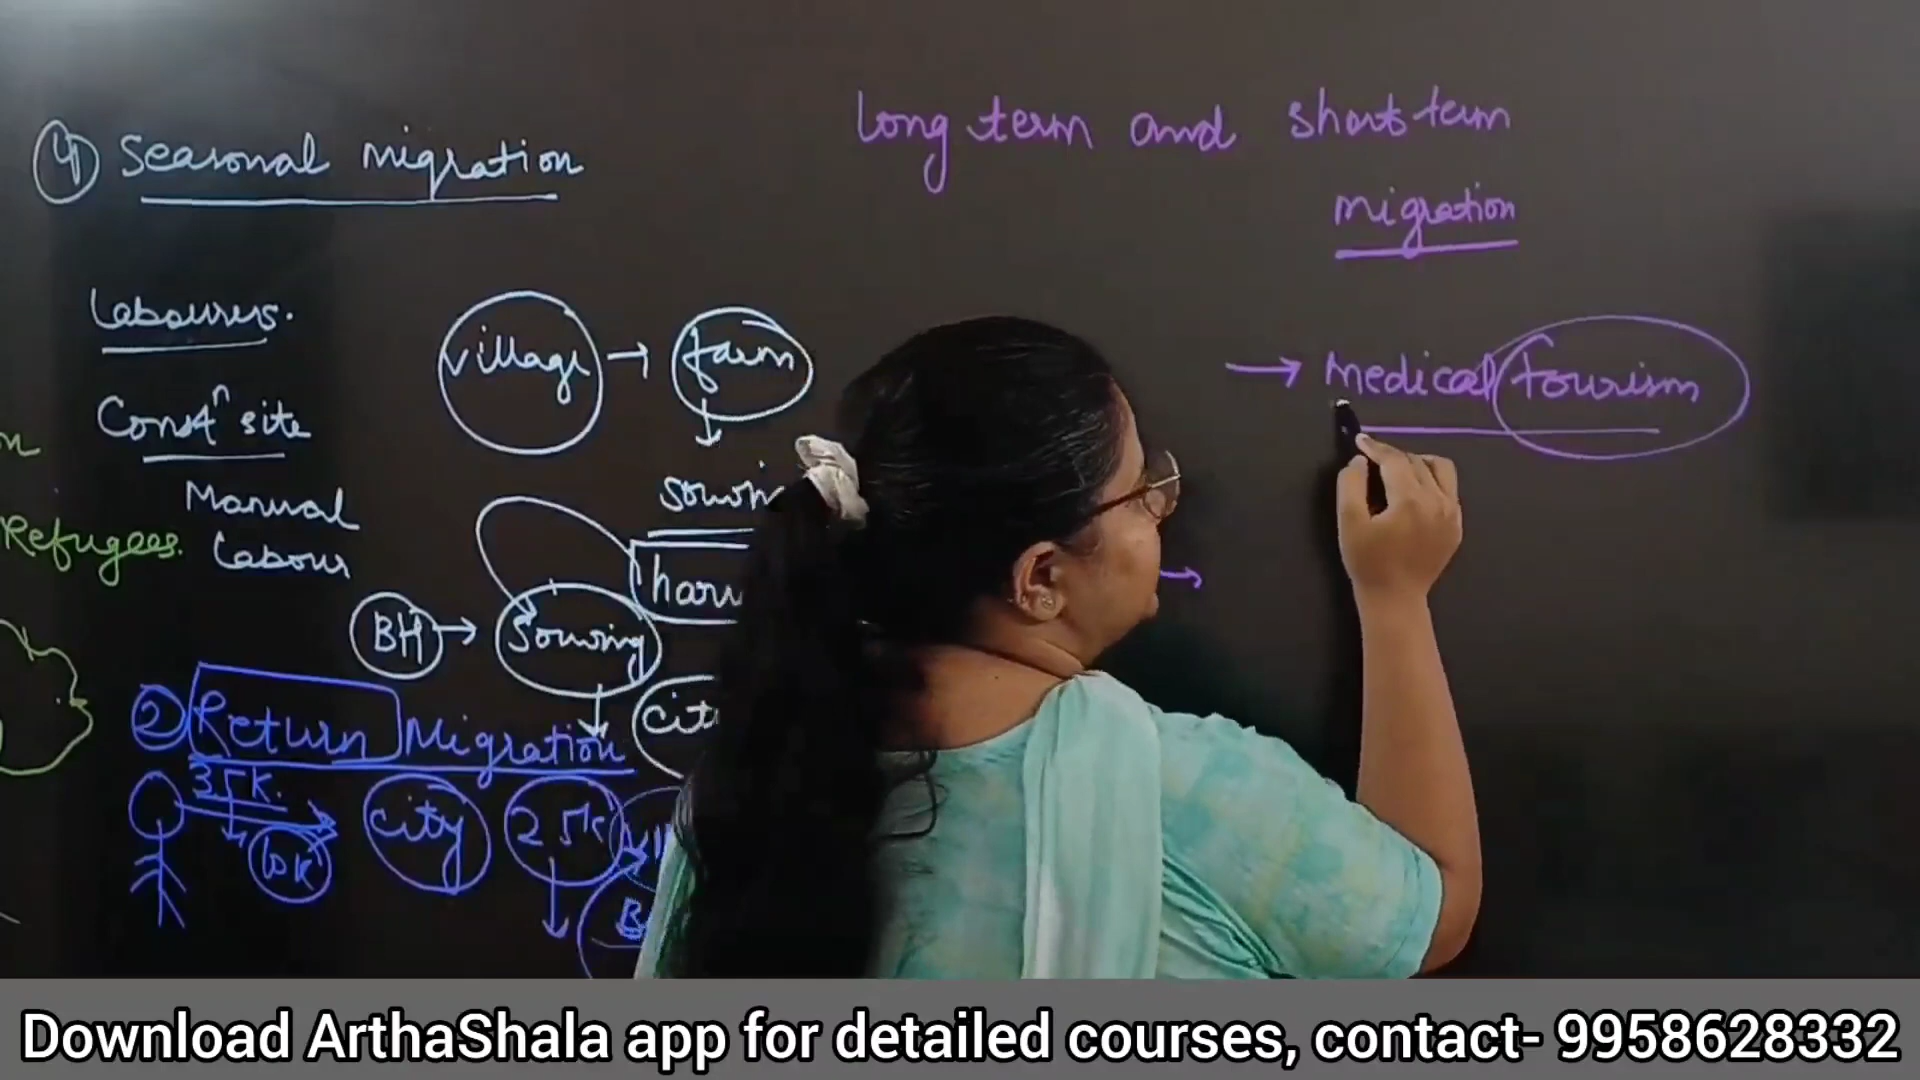 4 Seasonal migration
Labourers.
Constn site
Manual
Labour
Refugees.
village → farm
↓
BH → Sowing
↓
2 Return Migration
35K.
10K
city
25K
Long term and short term
migration
→ Medical Tourism
→
Download ArthaShala app for detailed courses, contact- 9958628332